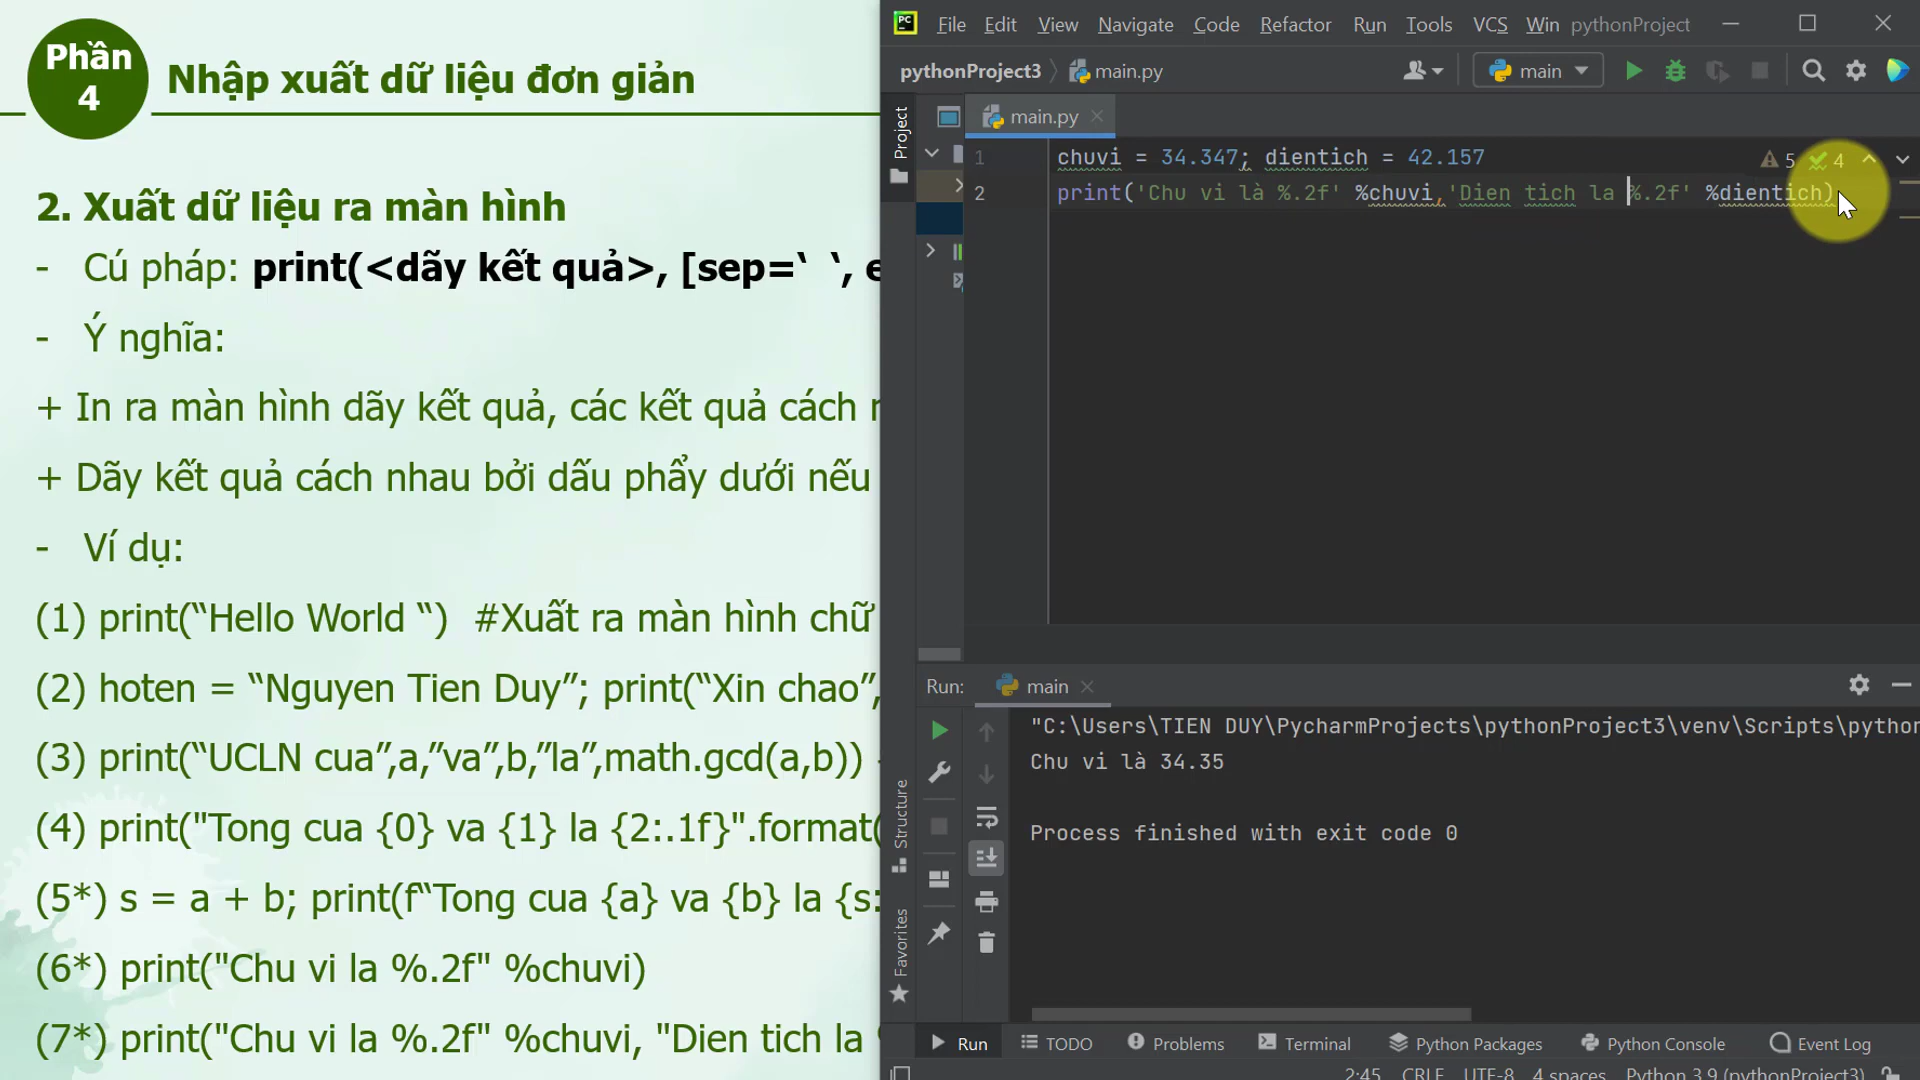 Phần
4
Nhập xuất dữ liệu đơn giản
2. Xuất dữ liệu ra màn hình
- Cú pháp: print(<dãy kết quả>, [sep=‘ ‘, e
- Ý nghĩa:
+ In ra màn hình dãy kết quả, các kết quả cách
+ Dãy kết quả cách nhau bởi dấu phẩy dưới nếu
- Ví dụ:
(1) print(“Hello World “) #Xuất ra màn hình chữ
(2) hoten = “Nguyen Tien Duy”; print(“Xin chao”,
(3) print(“UCLN cua”,a,”va”,b,”la”,math.gcd(a,b))
(4) print("Tong cua {0} va {1} la {2:.1f}".format(
(5*) s = a + b; print(f“Tong cua {a} va {b} la {s:
(6*) print("Chu vi la %.2f" %chuvi)
(7*) print("Chu vi la %.2f" %chuvi, "Dien tich la
PC
File Edit View Navigate Code Refactor Run Tools VCS Win pythonProject
pythonProject3 main.py
main
Project
main.py
5 4
1 chuvi = 34.347; dientich = 42.157
2 print('Chu vi là %.2f' %chuvi,'Dien tich la %.2f' %dientich)
Run: main
"C:\Users\TIEN DUY\PycharmProjects\pythonProject3\venv\Scripts\python
Chu vi là 34.35
Process finished with exit code 0
Structure
Favorites
Run TODO Problems Terminal Python Packages Python Console Event Log
2:45 CRLF UTF-8 4 spaces Python 3.9 (pythonProject3)